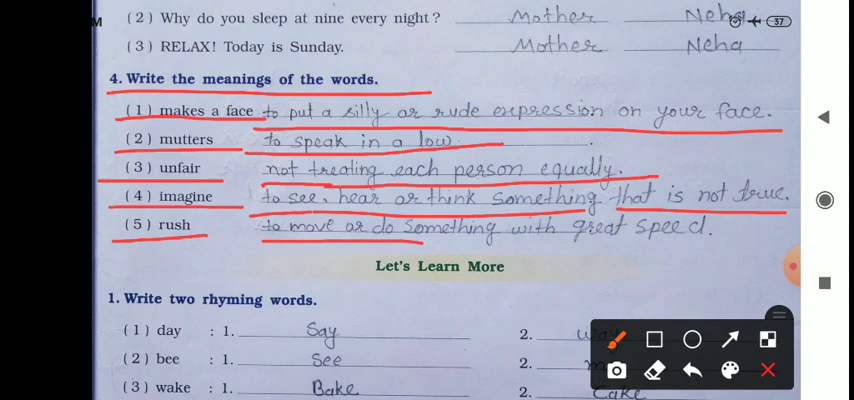 (2) Why do you sleep at nine every night? Mother Neha
37
(3) RELAX! Today is Sunday. Mother Neha
4. Write the meanings of the words.
(1) makes a face to put a silly or rude expression on your face.
(2) mutters to speak in a low.
(3) unfair not treating each person equally.
(4) imagine to see, hear or think something that is not true.
(5) rush to move or do something with great speed.
Let's Learn More
1. Write two rhyming words.
(1) day : 1. Say 2.
(2) bee : 1. See 2.
(3) wake : 1. Bake 2. Cake